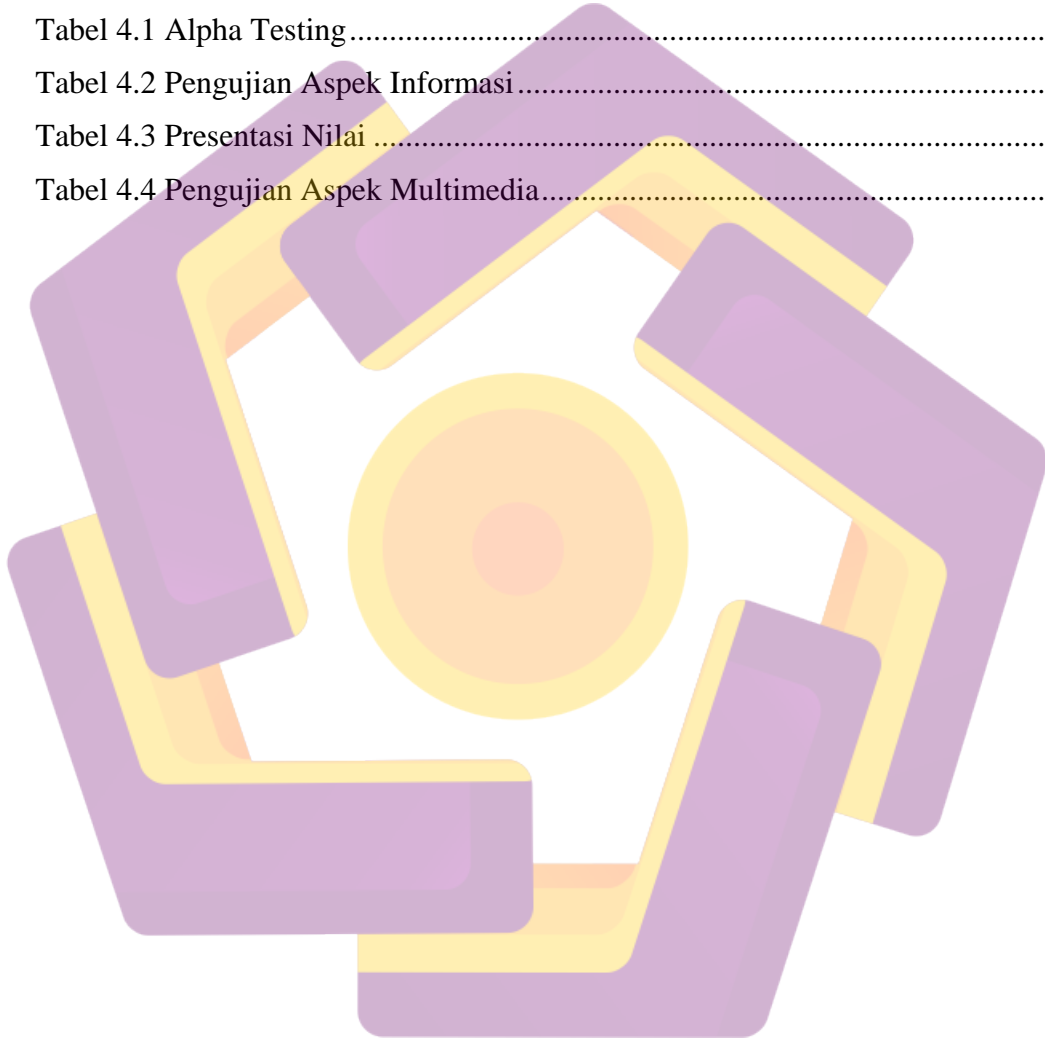 Tabel 4.1 Alpha Testing........................................................................................
Tabel 4.2 Pengujian Aspek Informasi..................................................................
Tabel 4.3 Presentasi Nilai ....................................................................................
Tabel 4.4 Pengujian Aspek Multimedia...............................................................